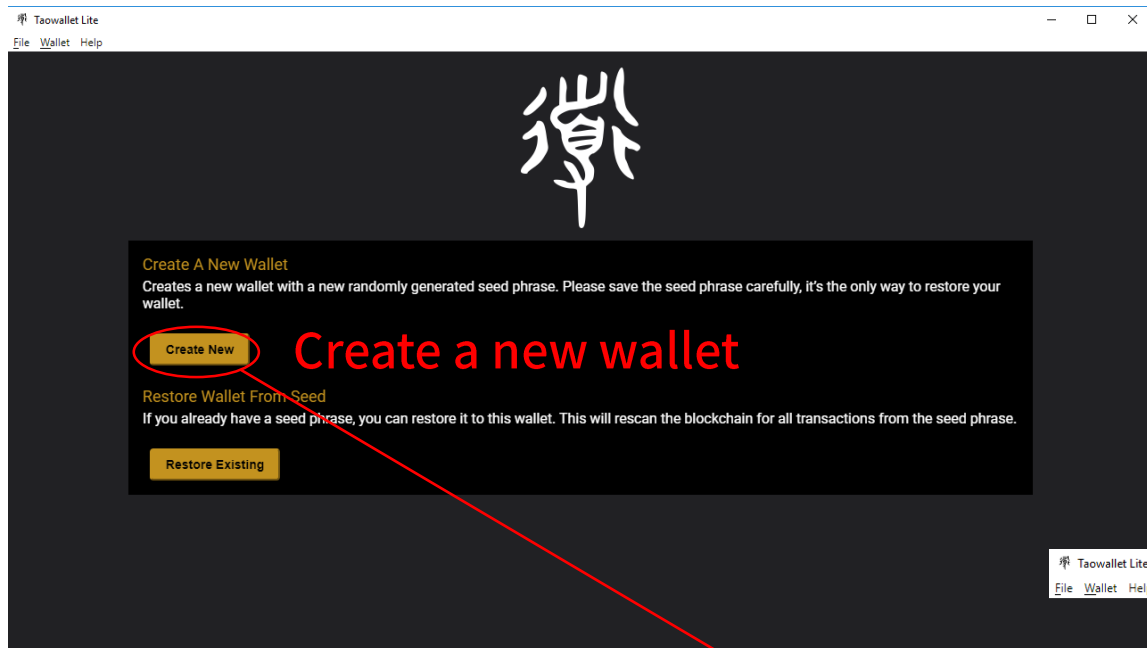 Taowallet Lite
File Wallet Help
Create A New Wallet
Creates a new wallet with a new randomly generated seed phrase. Please save the seed phrase carefully, it's the only way to restore your
wallet.
Create New
Create a new wallet
Restore Wallet From Seed
If you already have a seed phrase, you can restore it to this wallet. This will rescan the blockchain for all transactions from the seed phrase.
Restore Existing
Taowallet Lite
File Wallet Hel